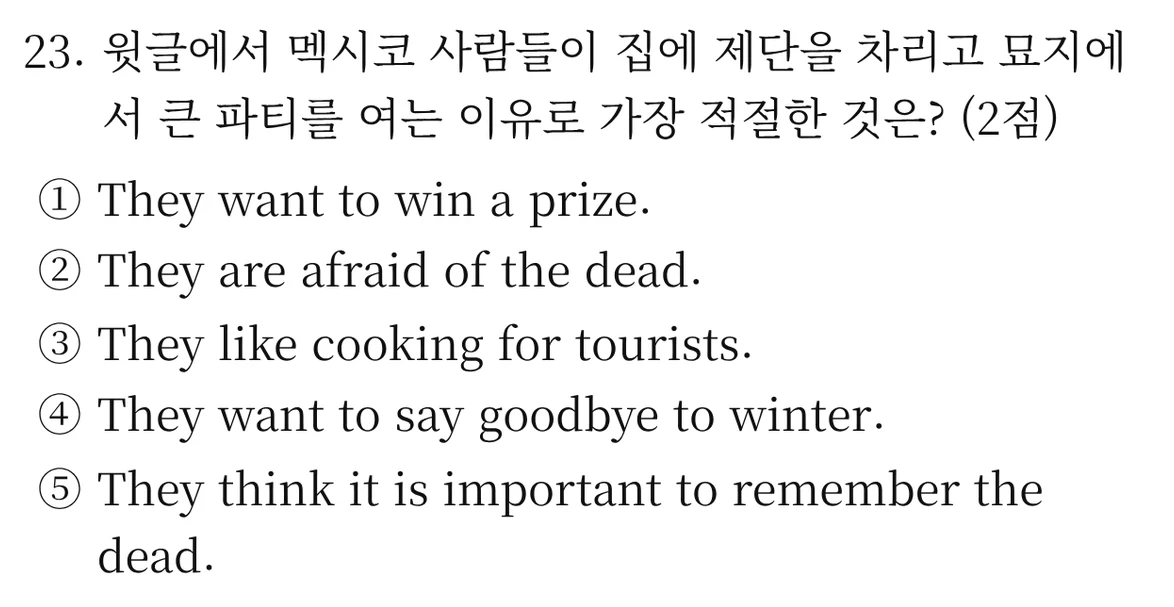 23. 윗글에서 멕시코 사람들이 집에 제단을 차리고 묘지에
서 큰 파티를 여는 이유로 가장 적절한 것은? (2점)
① They want to win a prize.
② They are afraid of the dead.
③ They like cooking for tourists.
④ They want to say goodbye to winter.
⑤ They think it is important to remember the
dead.